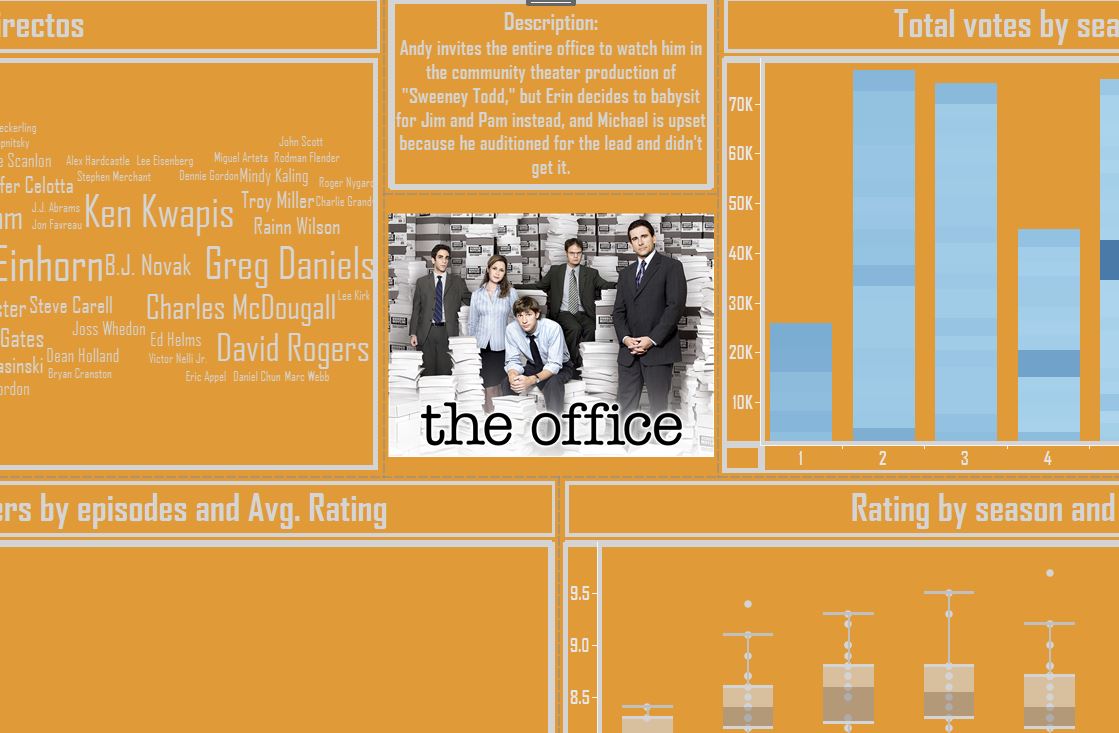 irectos
Description:
Andy invites the entire office to watch him in
the community theater production of
"Sweeney Todd," but Erin decides to babysit
for Jim and Pam instead, and Michael is upset
because he auditioned for the lead and didn't
get it.
Total votes by sea
eckerling
John Scott
e Scanlon
Alex Hardcastle
Lee Eisenberg
Miguel Arteta
Rodman Flender
Stephen Merchant
Dennie Gordon
Mindy Kaling
Roger Nygard
fer Celotta
J.J. Abrams
Jon Favreau
Ken Kwapis
Troy Miller
Charlie Grand
Rainn Wilson
Einhorn
B.J. Novak
Greg Daniels
Steve Carell
Charles McDougall
Lee Kirk
Joss Whedon
Ed Helms
Gates
Dean Holland
Victor Nelli Jr.
David Rogers
asinski
Bryan Cranston
Eric Appel
Daniel Chun
Marc Webb
ordon
the office
70K
60K
50K
40K
30K
20K
10K
1
2
3
4
ers by episodes and Avg. Rating
Rating by season and
9.5
9.0
8.5